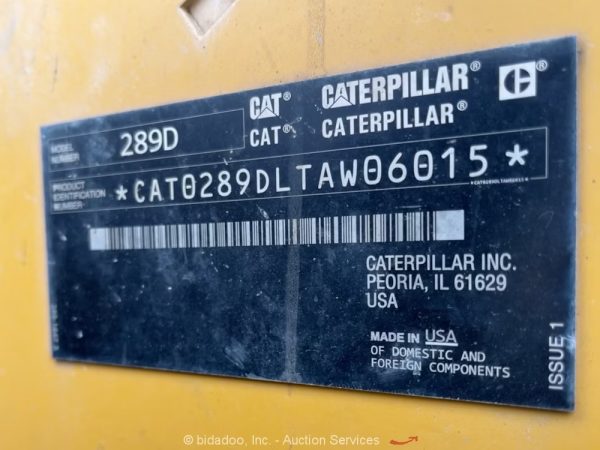 CAT® CATERPILLAR® C
CAT® CATERPILLAR®
MODEL NUMBER 289D
PRODUCT IDENTIFICATION NUMBER *CAT0289DLTAW06015*
CATERPILLAR INC.
PEORIA, IL 61629
USA
MADE IN USA
OF DOMESTIC AND
FOREIGN COMPONENTS
ISSUE 1
© bidadoo, Inc. - Auction Services